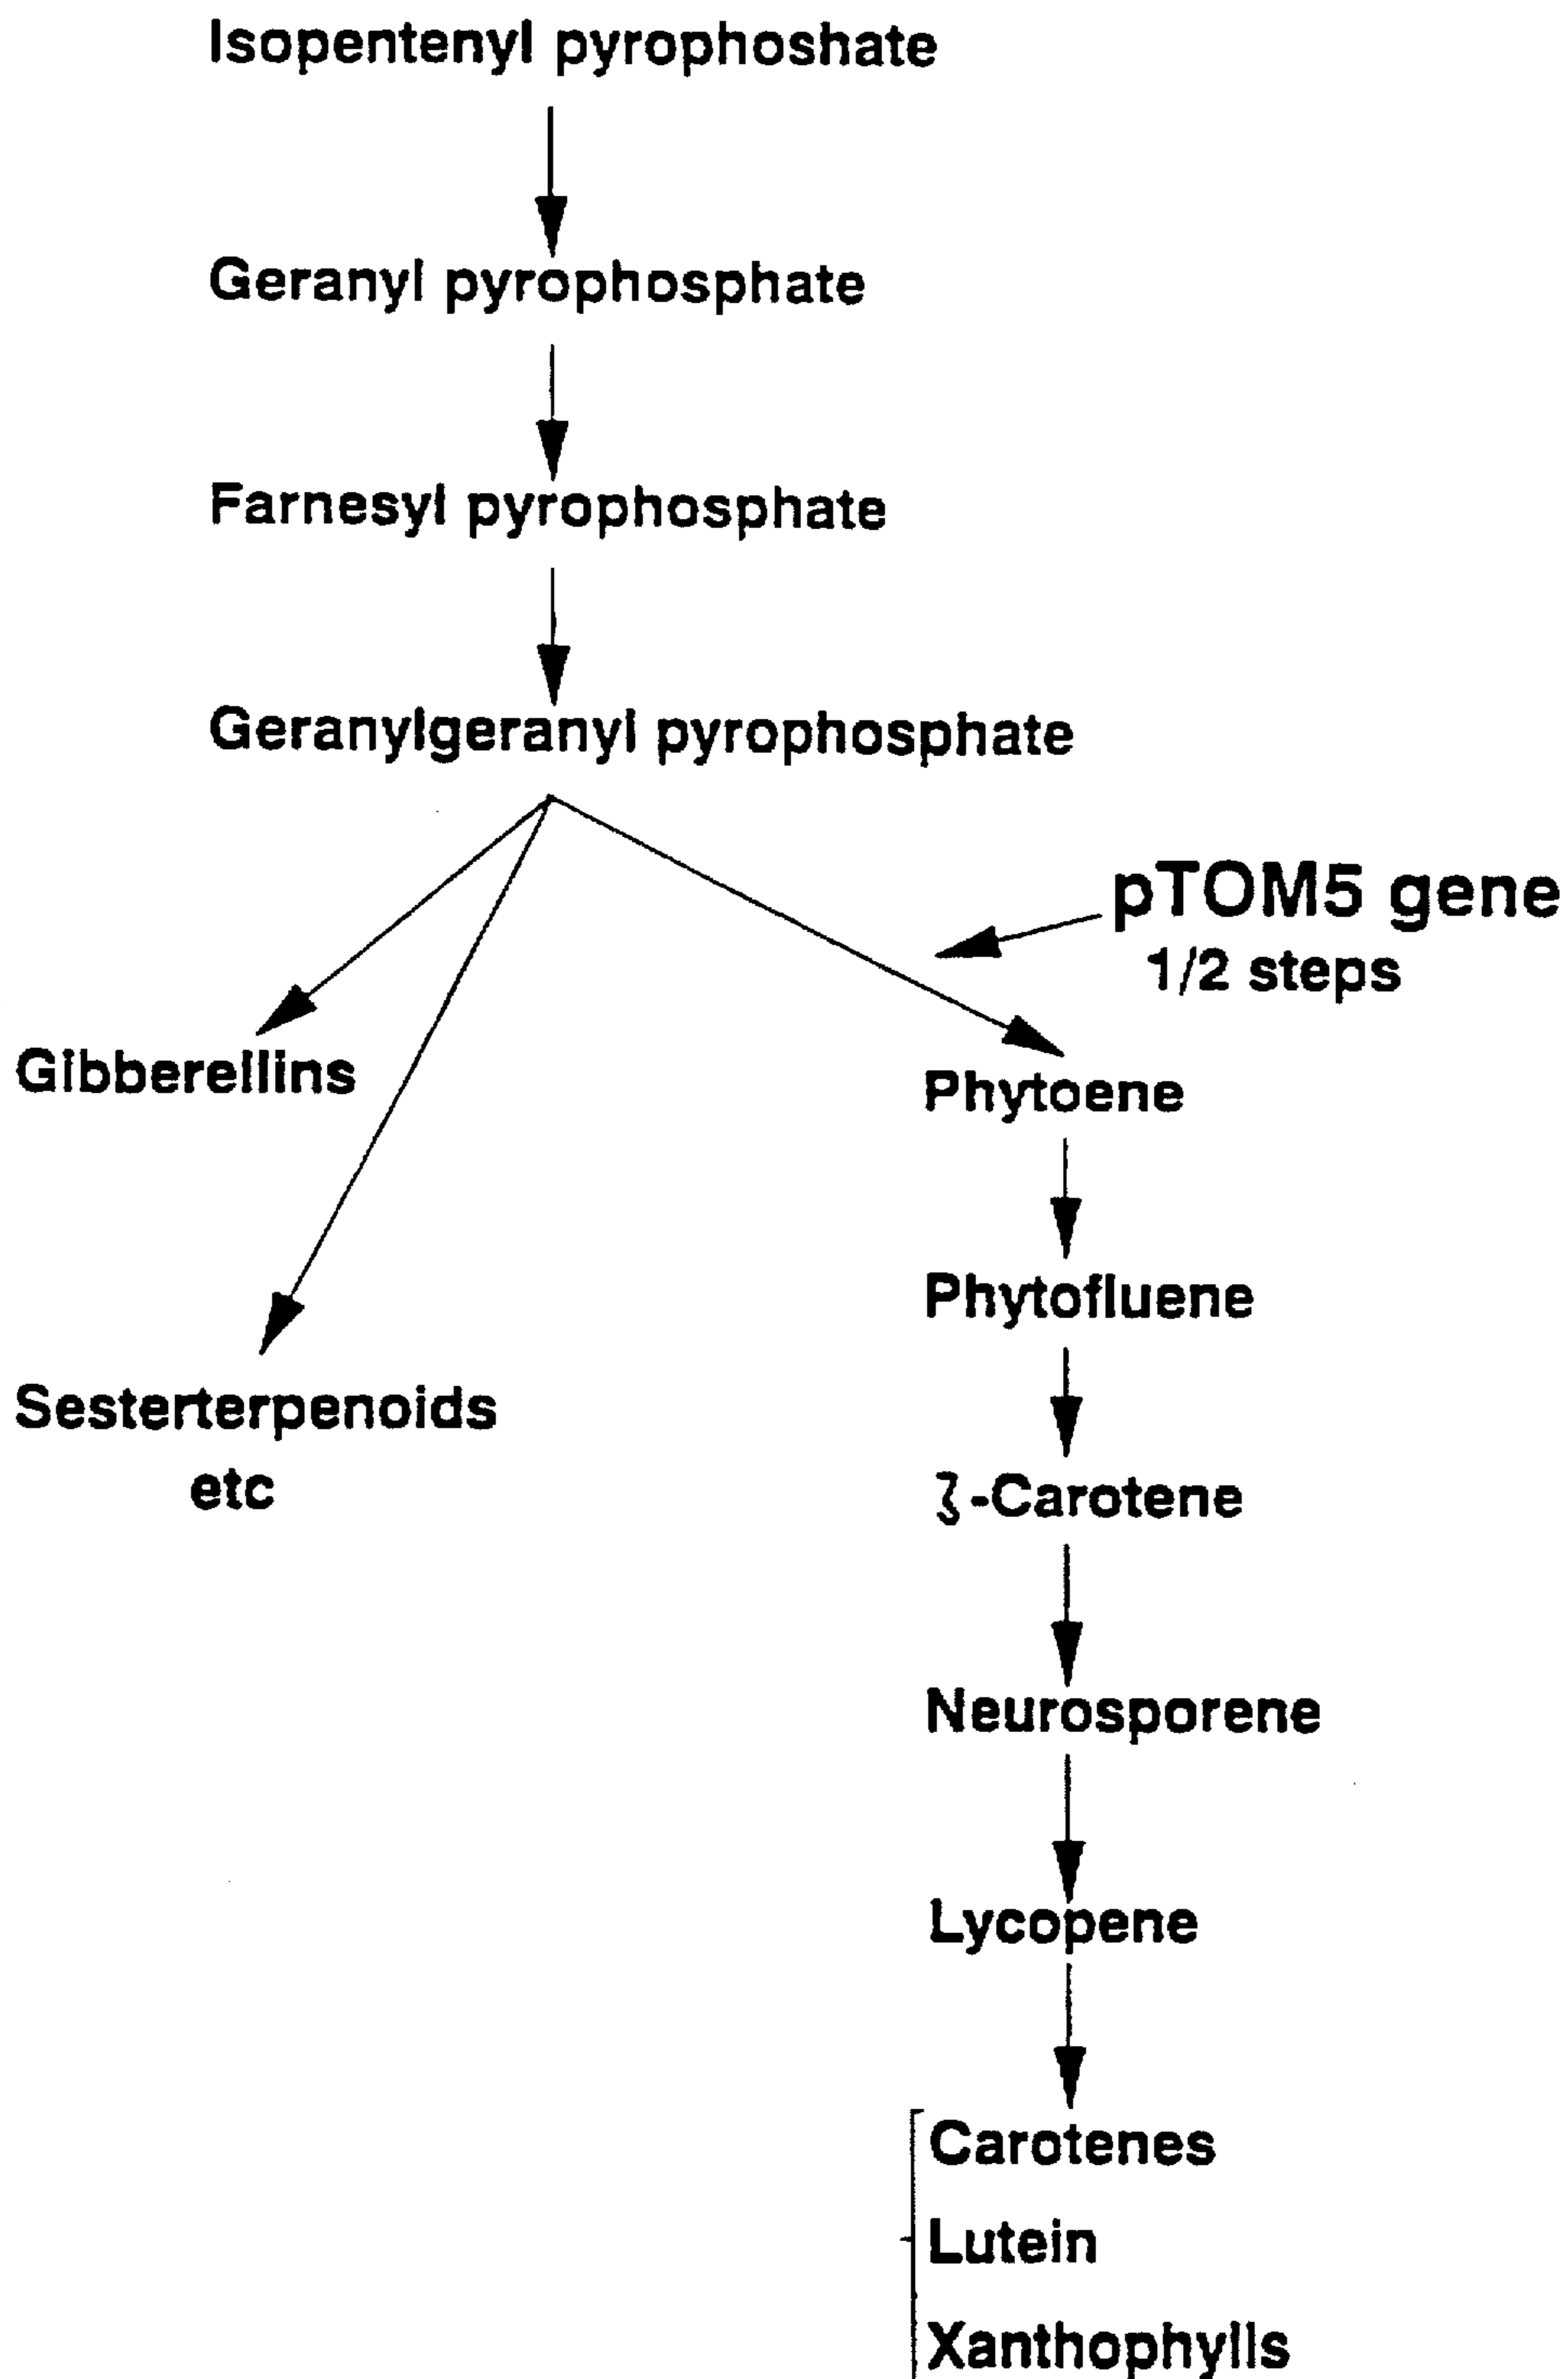 Isopentenyl pyrophoshate
Geranyl pyrophosphate
Farnesyl pyrophosphate
Geranylgeranyl pyrophosphate
pTOM5 gene
1/2 steps
Gibberellins
Phytoene
Phytofluene
Sesterterpenoids
etc
ζ-Carotene
Neurosporene
Lycopene
Carotenes
Lutein
Xanthophylls